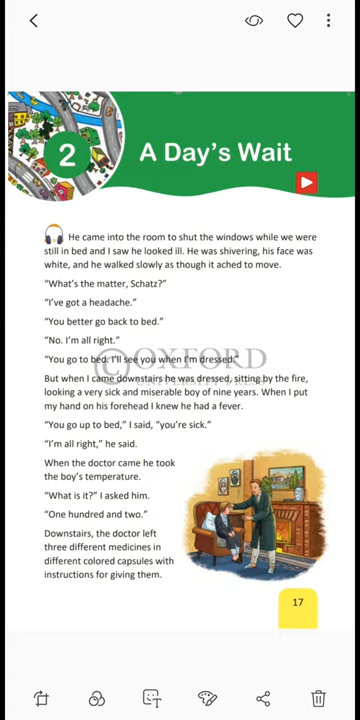 2
A Day's Wait
He came into the room to shut the windows while we were
still in bed and I saw he looked ill. He was shivering, his face was
white, and he walked slowly as though it ached to move.
"What's the matter, Schatz?"
"I've got a headache."
"You better go back to bed."
"No. I'm all right."
"You go to bed. I'll see you when I'm dressed."
© OXFORD
UNIVERSITY PRESS
But when I came downstairs he was dressed, sitting by the fire,
looking a very sick and miserable boy of nine years. When I put
my hand on his forehead I knew he had a fever.
"You go up to bed," I said, "you're sick."
"I'm all right," he said.
When the doctor came he took
the boy's temperature.
"What is it?" I asked him.
"One hundred and two."
Downstairs, the doctor left
three different medicines in
different colored capsules with
instructions for giving them.
17